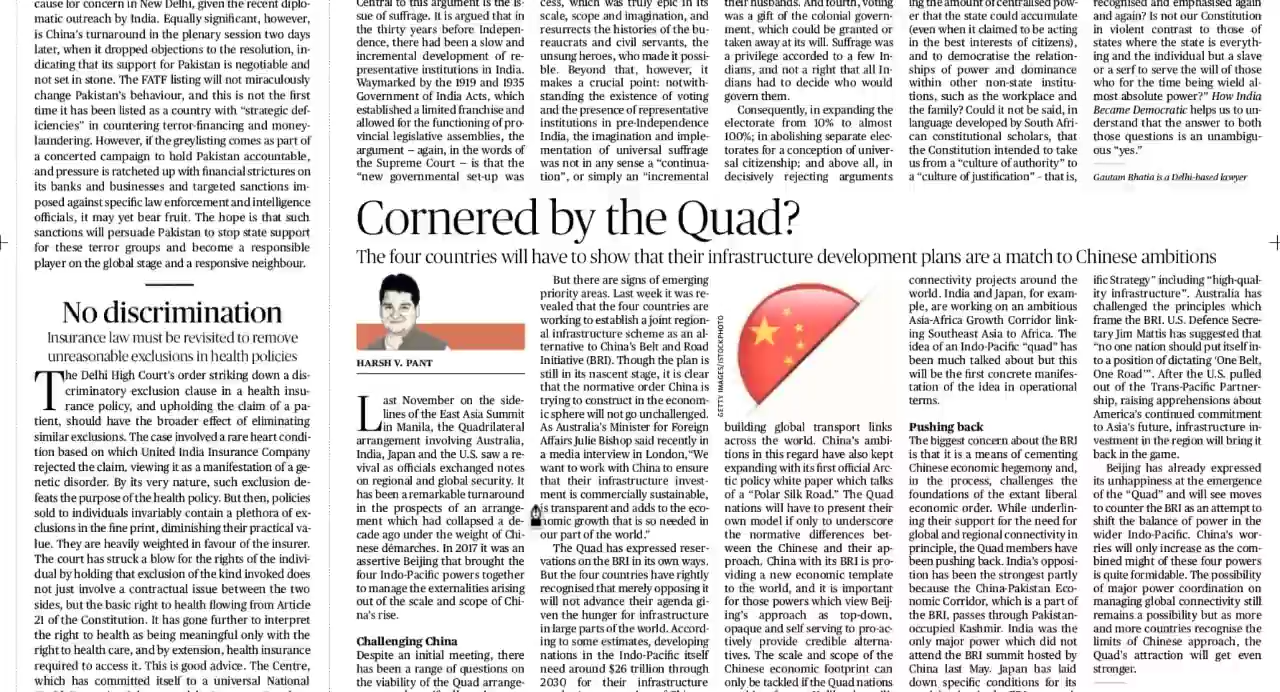 cause for concern in New Delhi, given the recent diplo-
matic outreach by India. Equally significant, however,
is China's turnaround in the plenary session two days
later, when it dropped objections to the resolution, in-
dicating that its support for Pakistan is negotiable and
not set in stone. The FATF listing will not miraculously
change Pakistan's behaviour, and this is not the first
time it has been listed as a country with "strategic def-
iciencies" in countering terror-financing and money-
laundering. However, if the greylisting comes as part of
a concerted campaign to hold Pakistan accountable,
and pressure is ratcheted up with financial strictures on
its banks and businesses and targeted sanctions im-
posed against specific law enforcement and intelligence
officials, it may yet bear fruit. The hope is that such
sanctions will persuade Pakistan to stop state support
for these terror groups and become a responsible
player on the global stage and a responsive neighbour.
No discrimination
Insurance law must be revisited to remove
unreasonable exclusions in health policies
The Delhi High Court's order striking down a dis-
criminatory exclusion clause in a health insu-
rance policy, and upholding the claim of a pa-
tient, should have the broader effect of eliminating
similar exclusions. The case involved a rare heart condi-
tion based on which United India Insurance Company
rejected the claim, viewing it as a manifestation of a ge-
netic disorder. By its very nature, such exclusion de-
feats the purpose of the health policy. But then, policies
sold to individuals invariably contain a plethora of ex-
clusions in the fine print, diminishing their practical va-
lue. They are heavily weighted in favour of the insurer.
The court has struck a blow for the rights of the indivi-
dual by holding that exclusion of the kind invoked does
not just involve a contractual issue between the two
sides, but the basic right to health flowing from Article
21 of the Constitution. It has gone further to interpret
the right to health as being meaningful only with the
right to health care, and by extension, health insurance
required to access it. This is good advice. The Centre,
which has committed itself to a universal National
Central to this argument is the is-
sue of suffrage. It is argued that in
the thirty years before Indepen-
dence, there had been a slow and
incremental development of re-
presentative institutions in India.
Waymarked by the 1919 and 1935
Government of India Acts, which
established a limited franchise and
allowed for the functioning of pro-
vincial legislative assemblies, the
argument – again, in the words of
the Supreme Court – is that the
"new governmental set-up was
cess, which was truly epic in its
scale, scope and imagination, and
resurrects the histories of the bu-
reaucrats and civil servants, the
unsung heroes, who made it possi-
ble. Beyond that, however, it
makes a crucial point: notwith-
standing the existence of voting
and the presence of representative
institutions in pre-Independence
India, the imagination and imple-
mentation of universal suffrage
was not in any sense a "continua-
tion", or simply an "incremental
their husbands. And fourth, voting
was a gift of the colonial govern-
ment, which could be granted or
taken away at its will. Suffrage was
a privilege accorded to a few In-
dians, and not a right that all In-
dians had to decide who would
govern them.
Consequently, in expanding the
electorate from 10% to almost
100%; in abolishing separate elec-
torates for a conception of univer-
sal citizenship; and above all, in
decisively rejecting arguments
ing the amount of centralised pow-
er that the state could accumulate
(even when it claimed to be acting
in the best interests of citizens),
and to democratise the relation-
ships of power and dominance
within other non-state institu-
tions, such as the workplace and
the family? Could it not be said, in
language developed by South Afri-
can constitutional scholars, that
the Constitution intended to take
us from a "culture of authority" to
a "culture of justification" - that is,
recognised and emphasised again
and again? Is not our Constitution
in violent contrast to those of
states where the state is everyth-
ing and the individual but a slave
or a serf to serve the will of those
who for the time being wield al-
most absolute power?" How India
Became Democratic helps us to un-
derstand that the answer to both
those questions is an unambigu-
ous "yes."
Gautam Bhatia is a Delhi-based lawyer
Cornered by the Quad?
The four countries will have to show that their infrastructure development plans are a match to Chinese ambitions
HARSH V. PANT
Last November on the side-
lines of the East Asia Summit
in Manila, the Quadrilateral
arrangement involving Australia,
India, Japan and the U.S. saw a re-
vival as officials exchanged notes
on regional and global security. It
has been a remarkable turnaround
in the prospects of an arrange-
ment which had collapsed a de-
cade ago under the weight of Chi-
nese démarches. In 2017 it was an
assertive Beijing that brought the
four Indo-Pacific powers together
to manage the externalities arising
out of the scale and scope of Chi-
na's rise.
Challenging China
Despite an initial meeting, there
has been a range of questions on
the viability of the Quad arrange-
But there are signs of emerging
priority areas. Last week it was re-
vealed that the four countries are
working to establish a joint region-
al infrastructure scheme as an al-
ternative to China's Belt and Road
Initiative (BRI). Though the plan is
still in its nascent stage, it is clear
that the normative order China is
trying to construct in the econom-
ic sphere will not go unchallenged.
As Australia's Minister for Foreign
Affairs Julie Bishop said recently in
a media interview in London, "We
want to work with China to ensure
that their infrastructure invest-
ment is commercially sustainable,
is transparent and adds to the eco-
nomic growth that is so needed in
our part of the world."
The Quad has expressed reser-
vations on the BRI in its own ways.
But the four countries have rightly
recognised that merely opposing it
will not advance their agenda gi-
ven the hunger for infrastructure
in large parts of the world. Accord-
ing to some estimates, developing
nations in the Indo-Pacific itself
need around $26 trillion through
2030 for their infrastructure
GETTY IMAGES/ISTOCKPHOTO
building global transport links
across the world. China's ambi-
tions in this regard have also kept
expanding with its first official Arc-
tic policy white paper which talks
of a "Polar Silk Road." The Quad
nations will have to present their
own model if only to underscore
the normative differences bet-
ween the Chinese and their ap-
proach. China with its BRI is pro-
viding a new economic template
to the world, and it is important
for those powers which view Beij-
ing's approach as top-down,
opaque and self serving to pro-ac-
tively provide credible alterna-
tives. The scale and scope of the
Chinese economic footprint can
only be tackled if the Quad nations
connectivity projects around the
world. India and Japan, for exam-
ple, are working on an ambitious
Asia-Africa Growth Corridor link-
ing Southeast Asia to Africa. The
idea of an Indo-Pacific "quad" has
been much talked about but this
will be the first concrete manifes-
tation of the idea in operational
terms.
Pushing back
The biggest concern about the BRI
is that it is a means of cementing
Chinese economic hegemony and,
in the process, challenges the
foundations of the extant liberal
economic order. While underlin-
ing their support for the need for
global and regional connectivity in
principle, the Quad members have
been pushing back. India's opposi-
tion has been the strongest partly
because the China-Pakistan Eco-
nomic Corridor, which is a part of
the BRI, passes through Pakistan-
occupied Kashmir. India was the
only major power which did not
attend the BRI summit hosted by
China last May. Japan has laid
down specific conditions for its
ific Strategy" including "high-qual-
ity infrastructure". Australia has
challenged the principles which
frame the BRI. U.S. Defence Secre-
tary Jim Mattis has suggested that
"no one nation should put itself in-
to a position of dictating 'One Belt,
One Road'". After the U.S. pulled
out of the Trans-Pacific Partner-
ship, raising apprehensions about
America's continued commitment
to Asia's future, infrastructure in-
vestment in the region will bring it
back in the game.
Beijing has already expressed
its unhappiness at the emergence
of the "Quad" and will see moves
to counter the BRI as an attempt to
shift the balance of power in the
wider Indo-Pacific. China's wor-
ries will only increase as the com-
bined might of these four powers
is quite formidable. The possibility
of major power coordination on
managing global connectivity still
remains a possibility but as more
and more countries recognise the
limits of Chinese approach, the
Quad's attraction will get even
stronger.